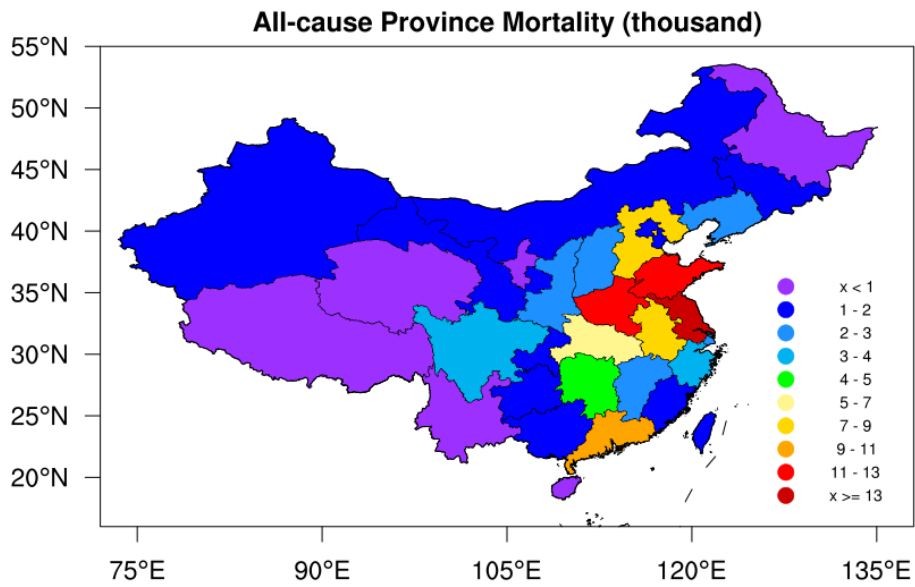 All-cause Province Mortality (thousand)
55°N
50°N
45°N
40°N
35°N
30°N
25°N
20°N
x < 1
1 - 2
2 - 3
3 - 4
4 - 5
5 - 7
7 - 9
9 - 11
11 - 13
x >= 13
75°E 90°E 105°E 120°E 135°E